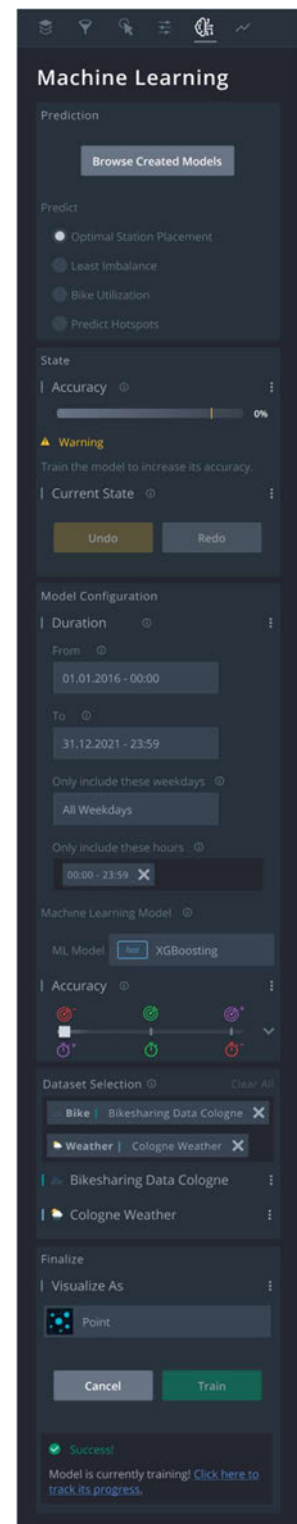 Machine Learning
Prediction
Browse Created Models
Predict
Optimal Station Placement
Least Imbalance
Bike Utilization
Predict Hotspots
State
Accuracy
0%
Warning
Train the model to increase its accuracy.
Current State
Undo Redo
Model Configuration
Duration
From
01.01.2016 - 00:00
To
31.12.2021 - 23:59
Only include these weekdays
All Weekdays
Only include these hours
00:00 - 23:59
Machine Learning Model
ML Model fast XGBoosting
Accuracy
Dataset Selection Clear All
Bike | Bikesharing Data Cologne
Weather | Cologne Weather
Bikesharing Data Cologne
Cologne Weather
Finalize
Visualize As
Point
Cancel Train
Success!
Model is currently training! Click here to
track its progress.